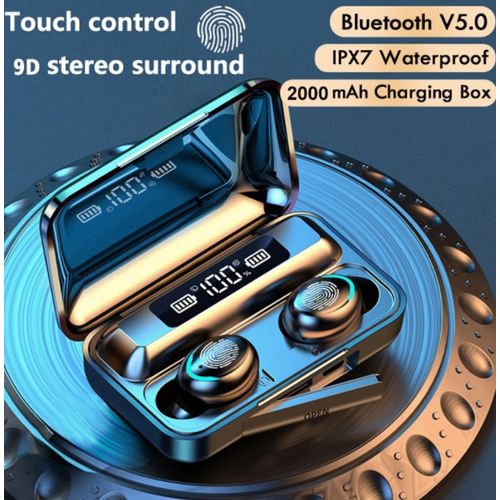 Touch control
9D stereo surround
Bluetooth V5.0
IPX7 Waterproof
2000 mAh Charging Box
100
100
%
OPEN